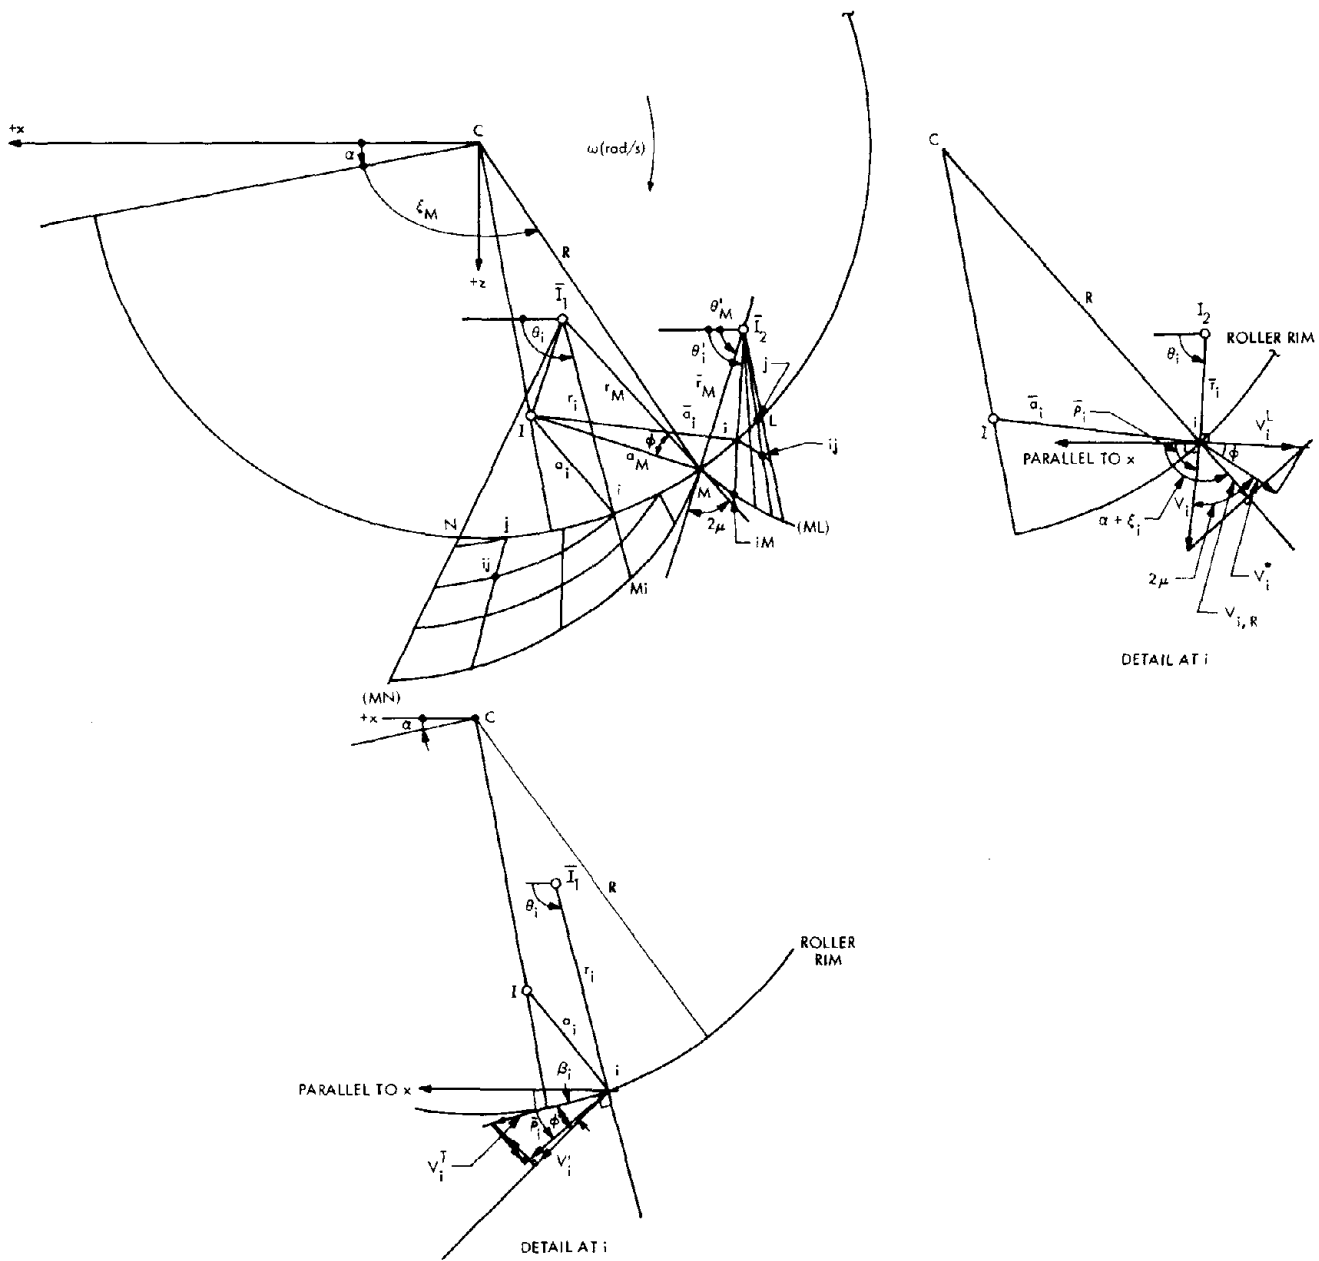 +x
C
α
ω(rad/s)
ξM
R
+z
Ī1
θi
θ'M
Ī2
θ'i
j
rM
r̄M
ri
āi
i
L
I
φ
ij
aM
ai
M
i
N
j
2μ
(ML)
iM
ij
Mi
(MN)
C
R
I2
ROLLER RIM
θi
r̄i
āi
ρ̄i
i
I
ViL
PARALLEL TO x
φ
α + ξi
Vi
2μ
Vi*
Vi, R
DETAIL AT i
+x
C
α
Ī1
R
θi
ROLLER
RIM
ri
I
ai
βi
i
PARALLEL TO x
ρ̄i
φ
ViT
Vi'
DETAIL AT i